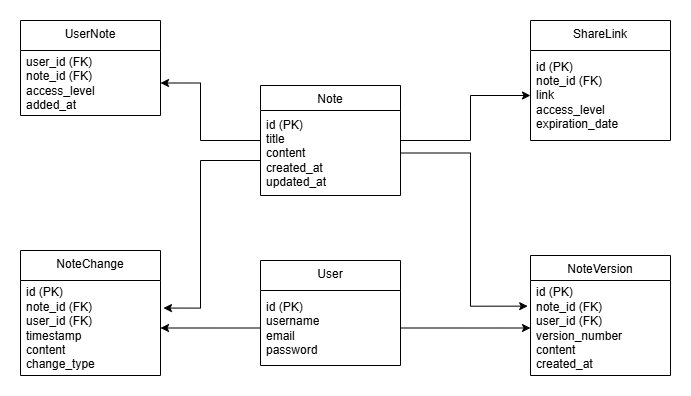 UserNote
user_id (FK)
note_id (FK)
access_level
added_at
Note
id (PK)
title
content
created_at
updated_at
ShareLink
id (PK)
note_id (FK)
link
access_level
expiration_date
NoteChange
id (PK)
note_id (FK)
user_id (FK)
timestamp
content
change_type
User
id (PK)
username
email
password
NoteVersion
id (PK)
note_id (FK)
user_id (FK)
version_number
content
created_at